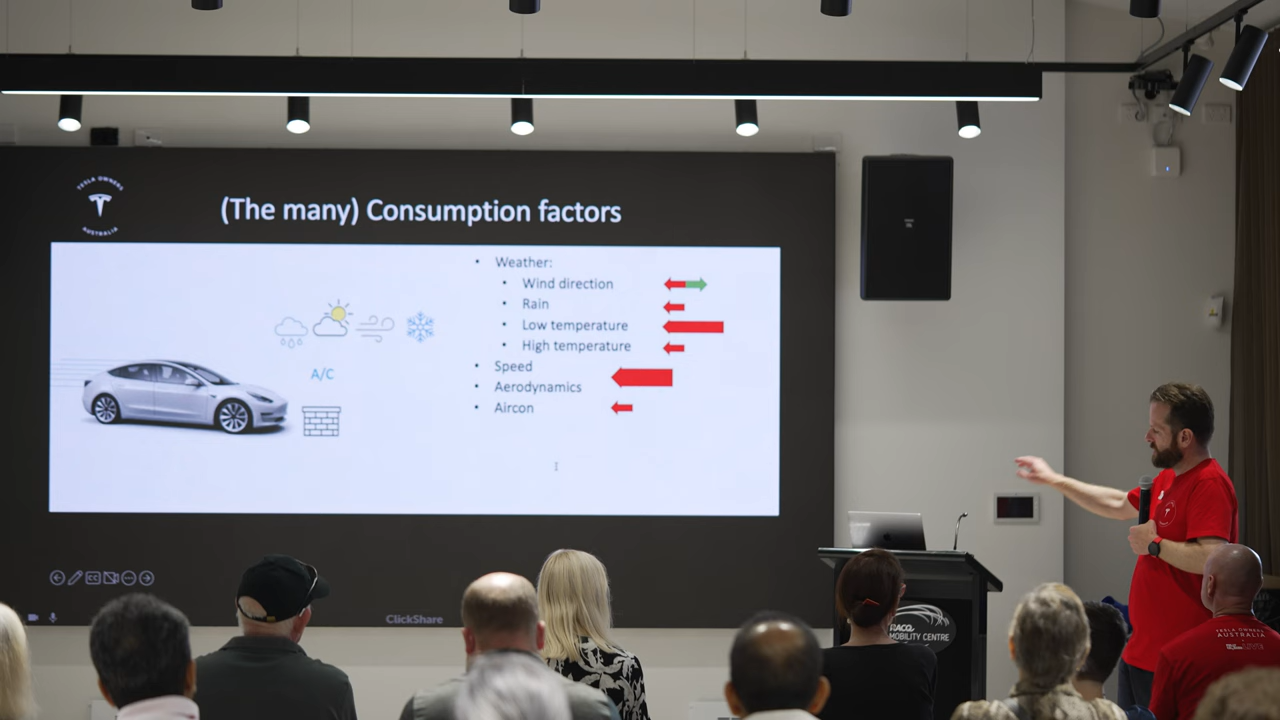 TESLA OWNERS
AUSTRALIA
(The many) Consumption factors
• Weather:
• Wind direction
• Rain
• Low temperature
• High temperature
• Speed
• Aerodynamics
• Aircon
A/C
CC
ClickShare
RACQ
MOBILITY CENTRE
TESLA OWNERS
AUSTRALIA